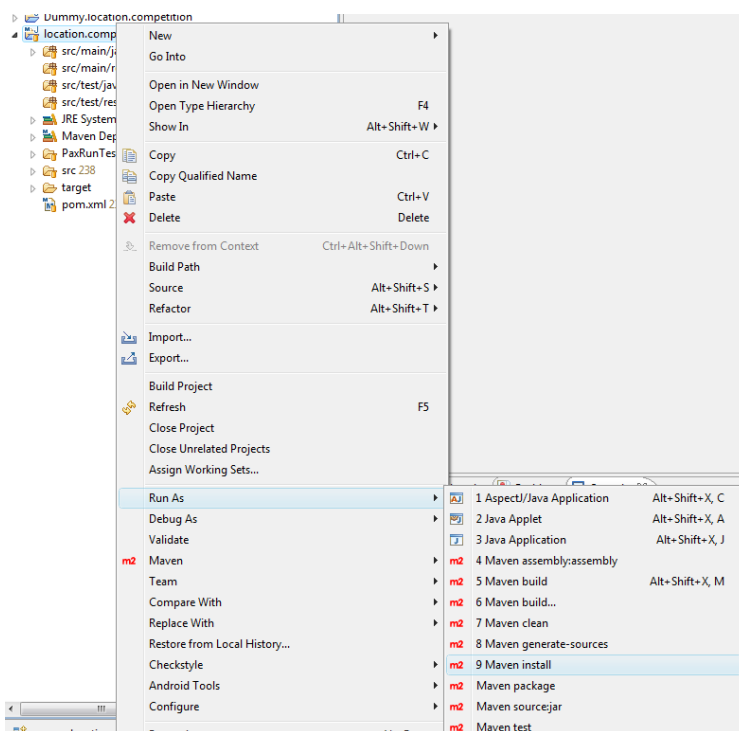 Dummy.location.competition
location.comp
src/main/j
src/main/r
src/test/jav
src/test/res
JRE System
Maven Dep
PaxRunTes
src 238
target
pom.xml 2
New
Go Into
Open in New Window
Open Type Hierarchy F4
Show In Alt+Shift+W
Copy Ctrl+C
Copy Qualified Name
Paste Ctrl+V
Delete Delete
Remove from Context Ctrl+Alt+Shift+Down
Build Path
Source Alt+Shift+S
Refactor Alt+Shift+T
Import...
Export...
Build Project
Refresh F5
Close Project
Close Unrelated Projects
Assign Working Sets...
Run As
Debug As
Validate
m2 Maven
Team
Compare With
Replace With
Restore from Local History...
Checkstyle
Android Tools
Configure
AJ 1 AspectJ/Java Application Alt+Shift+X, C
2 Java Applet Alt+Shift+X, A
J 3 Java Application Alt+Shift+X, J
m2 4 Maven assembly:assembly
m2 5 Maven build Alt+Shift+X, M
m2 6 Maven build...
m2 7 Maven clean
m2 8 Maven generate-sources
m2 9 Maven install
m2 Maven package
m2 Maven source:jar
m2 Maven test